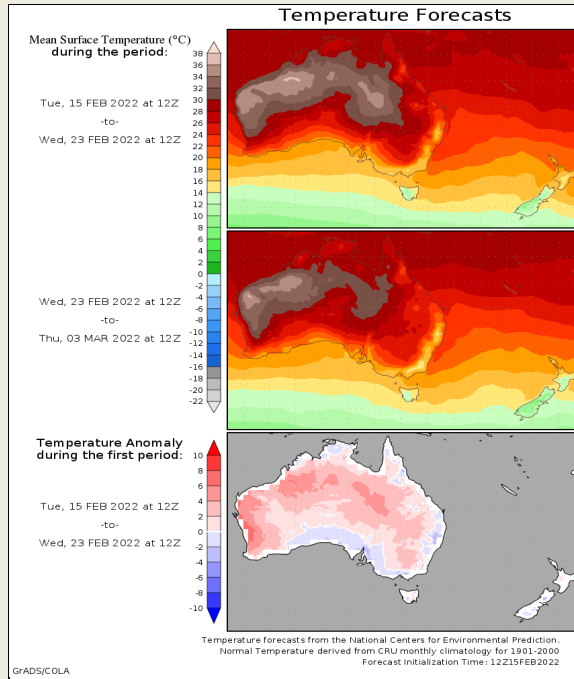 Temperature Forecasts
Mean Surface Temperature (°C)
during the period:
Tue, 15 FEB 2022 at 12Z
-to-
Wed, 23 FEB 2022 at 12Z
38
36
34
32
30
28
26
24
22
20
18
16
14
12
10
8
6
4
2
0
-2
-4
-6
-8
-10
-12
-14
-16
-18
-20
-22
Wed, 23 FEB 2022 at 12Z
-to-
Thu, 03 MAR 2022 at 12Z
Temperature Anomaly
during the first period:
Tue, 15 FEB 2022 at 12Z
-to-
Wed, 23 FEB 2022 at 12Z
10
8
6
4
2
0
-2
-4
-6
-8
-10
Temperature forecasts from the National Centers for Environmental Prediction.
Normal Temperature derived from CRU monthly climatology for 1901-2000
Forecast Initialization Time: 12Z15FEB2022
GrADS/COLA